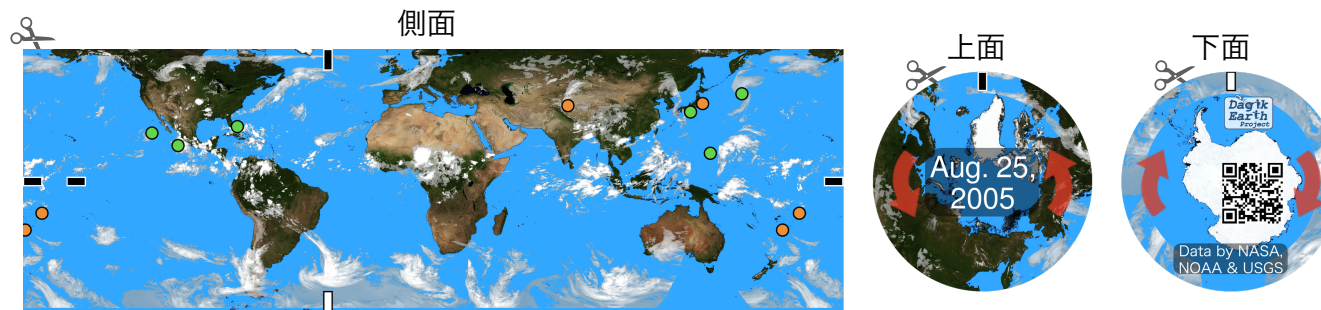 側面
上面
下面
Aug. 25,
2005
Dagik
Earth
Project
Data by NASA,
NOAA & USGS